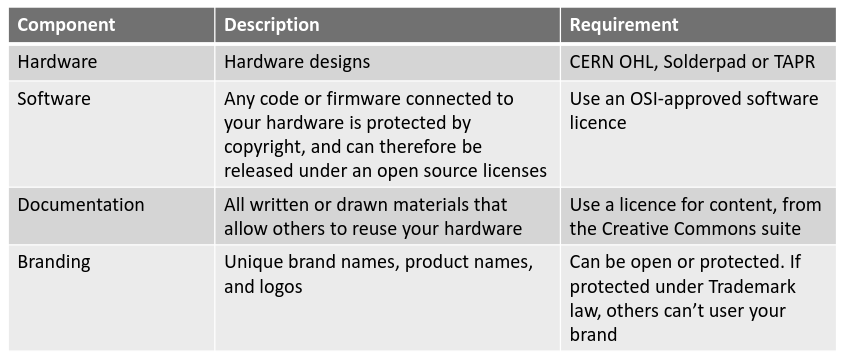 Component Description Requirement
Hardware Hardware designs CERN OHL, Solderpad or TAPR
Software Any code or firmware connected to Use an OSI-approved software
your hardware is protected by licence
copyright, and can therefore be
released under an open source licenses
Documentation All written or drawn materials that Use a licence for content, from
allow others to reuse your hardware the Creative Commons suite
Branding Unique brand names, product names, Can be open or protected. If
and logos protected under Trademark
law, others can’t user your
brand